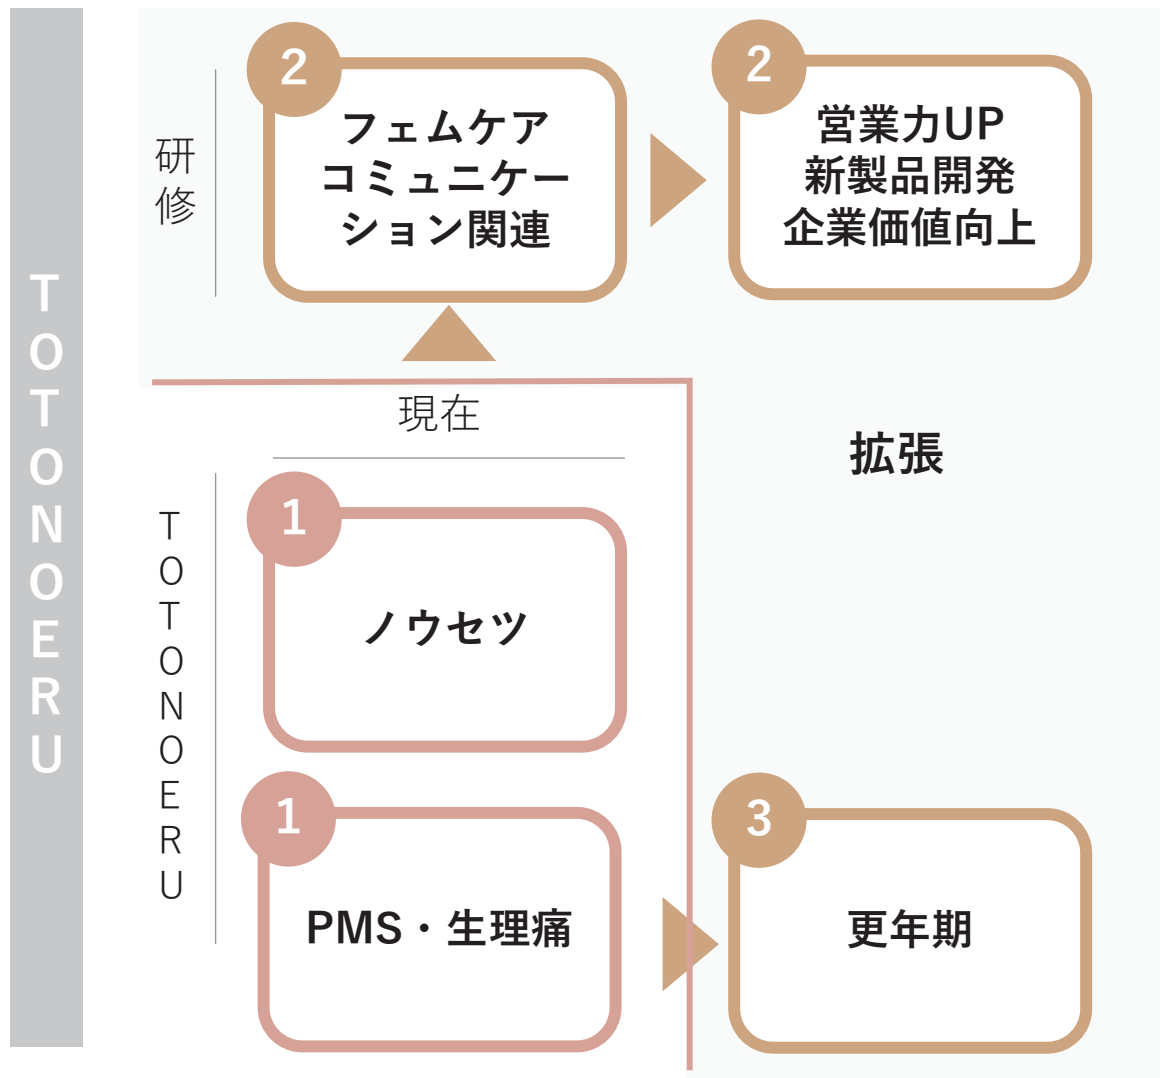 TOTONOERU
研修
2
フェムケア
コミュニケー
ション関連
2
営業力UP
新製品開発
企業価値向上
現在
拡張
TOTONOERU
1
ノウセツ
1
PMS・生理痛
3
更年期